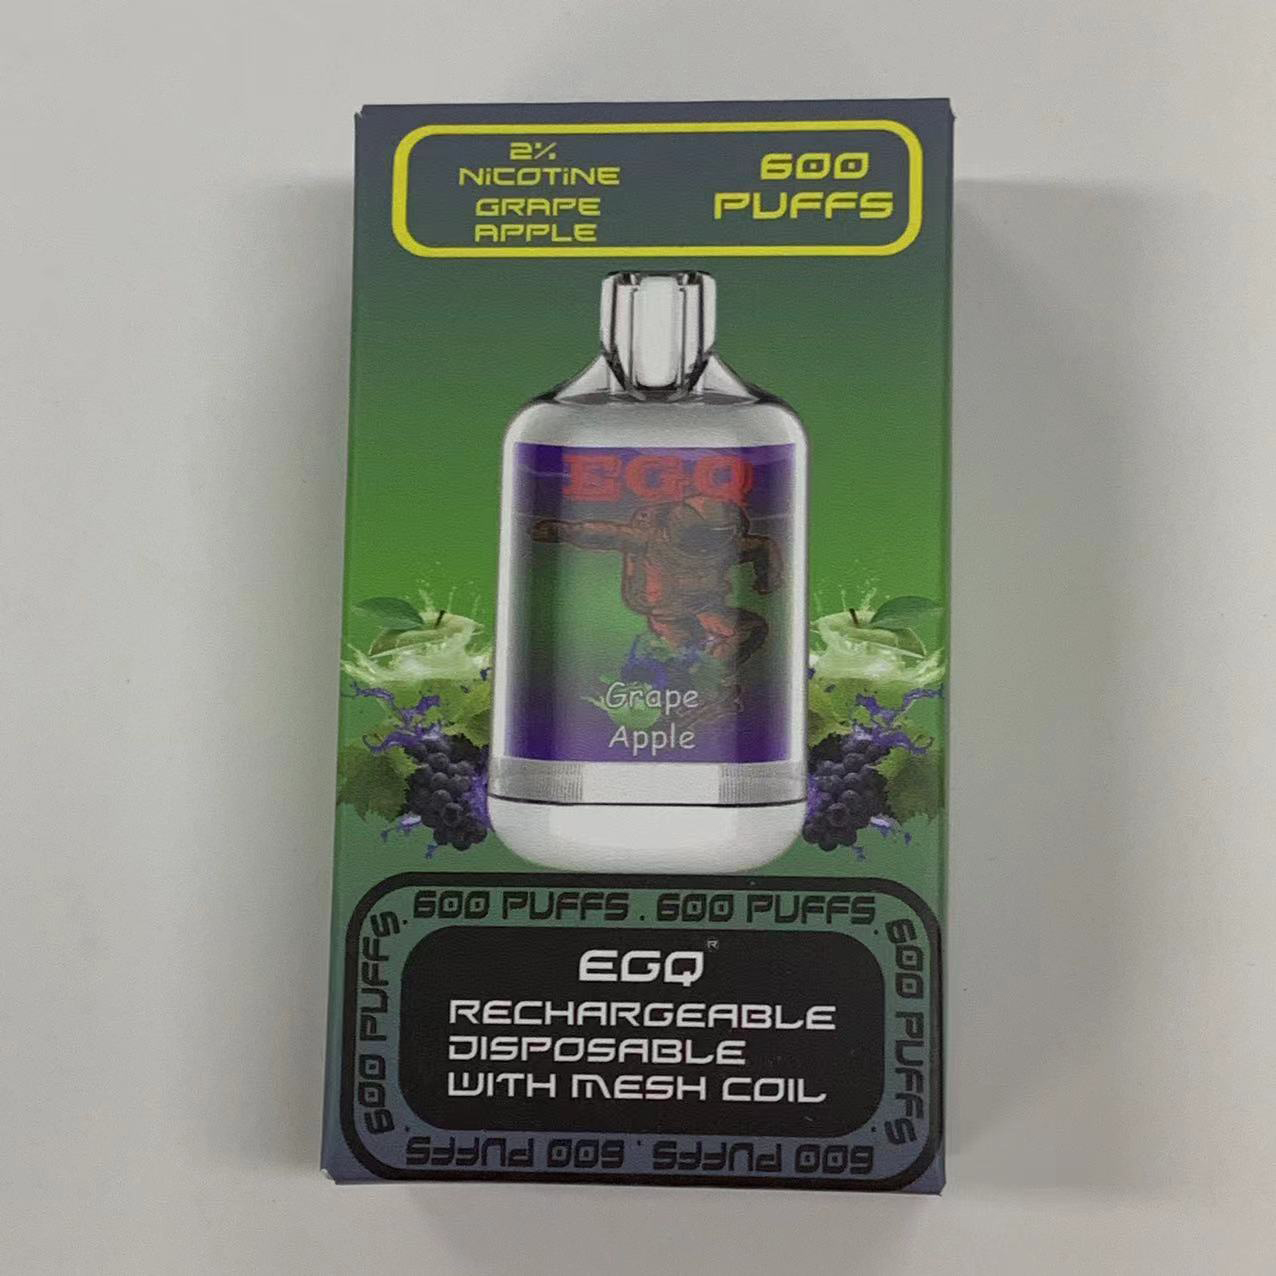 2%
NICOTINE
GRAPE
APPLE
600
PUFFS
EGQ
Grape
Apple
600 PUFFS . 600 PUFFS .
600 PUFFS .
600 PUFFS . 600 PUFFS .
600 PUFFS .
EGQ®
RECHARGEABLE
DISPOSABLE
WITH MESH COIL